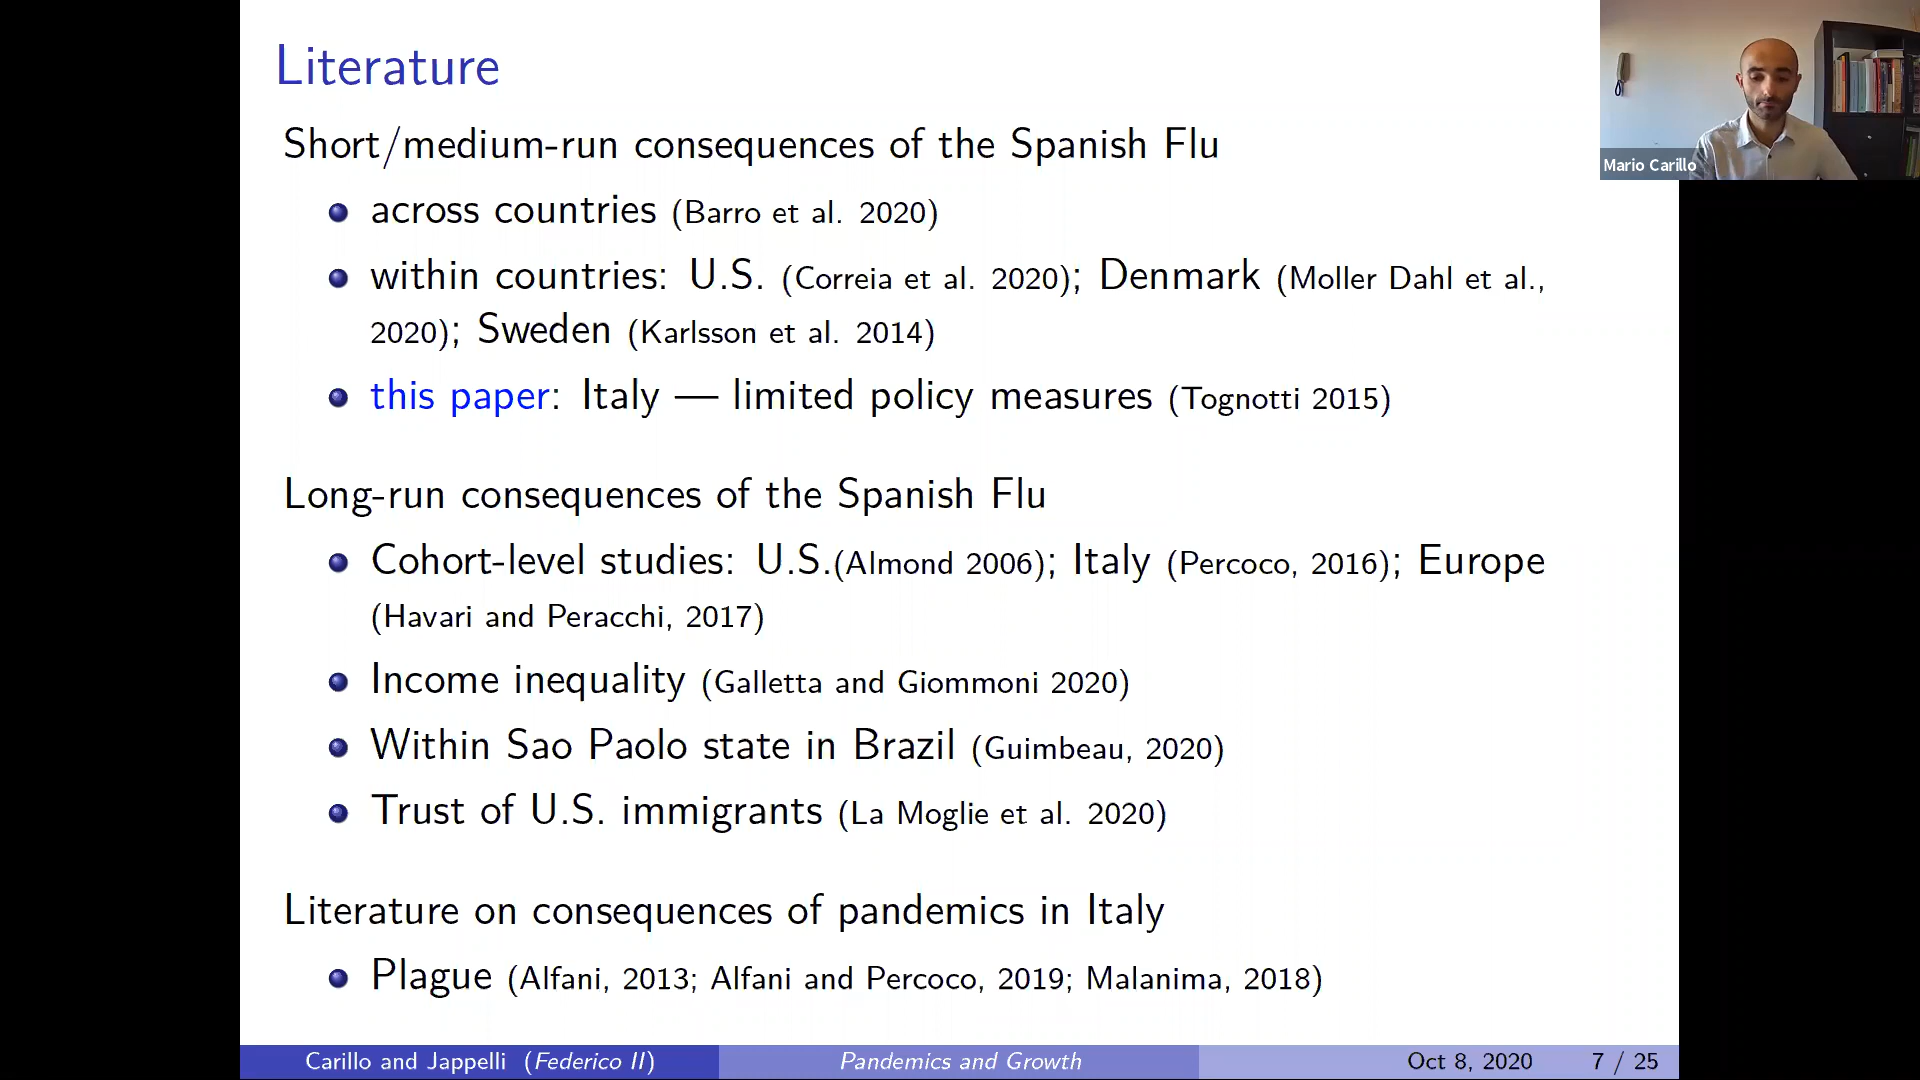 Literature
Mario Carillo
Short/medium-run consequences of the Spanish Flu
across countries (Barro et al. 2020)
within countries: U.S. (Correia et al. 2020); Denmark (Moller Dahl et al.,
2020); Sweden (Karlsson et al. 2014)
this paper: Italy — limited policy measures (Tognotti 2015)
Long-run consequences of the Spanish Flu
Cohort-level studies: U.S.(Almond 2006); Italy (Percoco, 2016); Europe
(Havari and Peracchi, 2017)
Income inequality (Galletta and Giommoni 2020)
Within Sao Paolo state in Brazil (Guimbeau, 2020)
Trust of U.S. immigrants (La Moglie et al. 2020)
Literature on consequences of pandemics in Italy
Plague (Alfani, 2013; Alfani and Percoco, 2019; Malanima, 2018)
Carillo and Jappelli (Federico II) Pandemics and Growth Oct 8, 2020 7 / 25